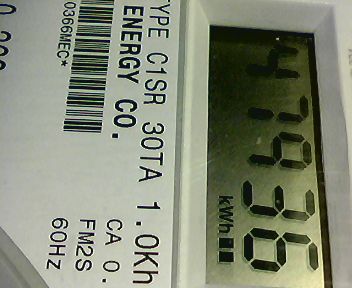 47936
kWh
TYPE C1SR 30TA 1.0Kh
ENERGY CO.
CA 0.
FM2S
60HZ
0366MEC*